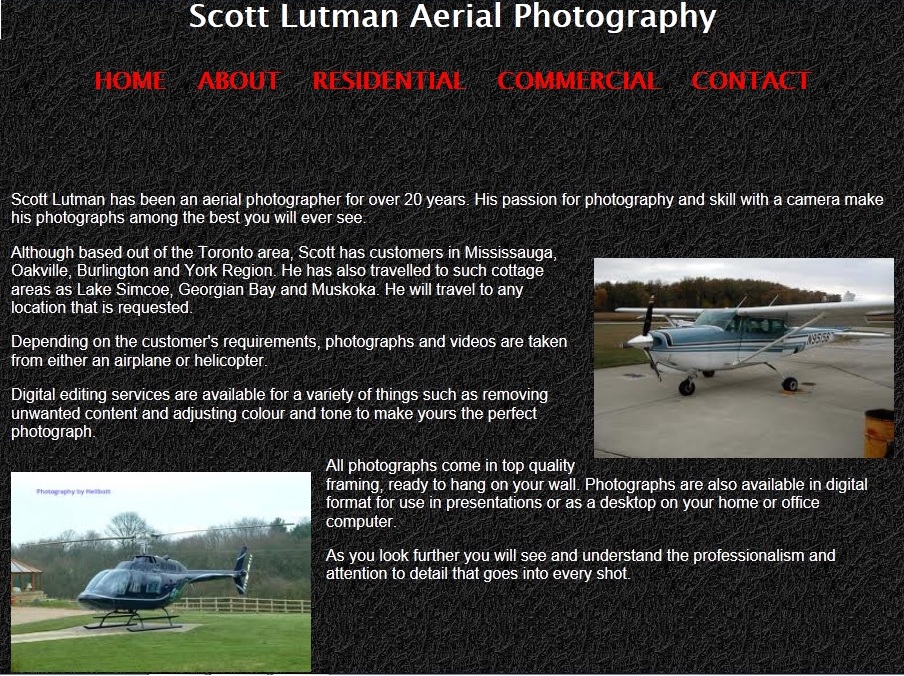 Scott Lutman Aerial Photography
HOME ABOUT RESIDENTIAL COMMERCIAL CONTACT
Scott Lutman has been an aerial photographer for over 20 years. His passion for photography and skill with a camera make
his photographs among the best you will ever see.
Although based out of the Toronto area, Scott has customers in Mississauga,
Oakville, Burlington and York Region. He has also travelled to such cottage
areas as Lake Simcoe, Georgian Bay and Muskoka. He will travel to any
location that is requested.
Depending on the customer's requirements, photographs and videos are taken
from either an airplane or helicopter.
Digital editing services are available for a variety of things such as removing
unwanted content and adjusting colour and tone to make yours the perfect
photograph.
All photographs come in top quality
framing, ready to hang on your wall. Photographs are also available in digital
format for use in presentations or as a desktop on your home or office
computer.
As you look further you will see and understand the professionalism and
attention to detail that goes into every shot.
Photography by Helibott